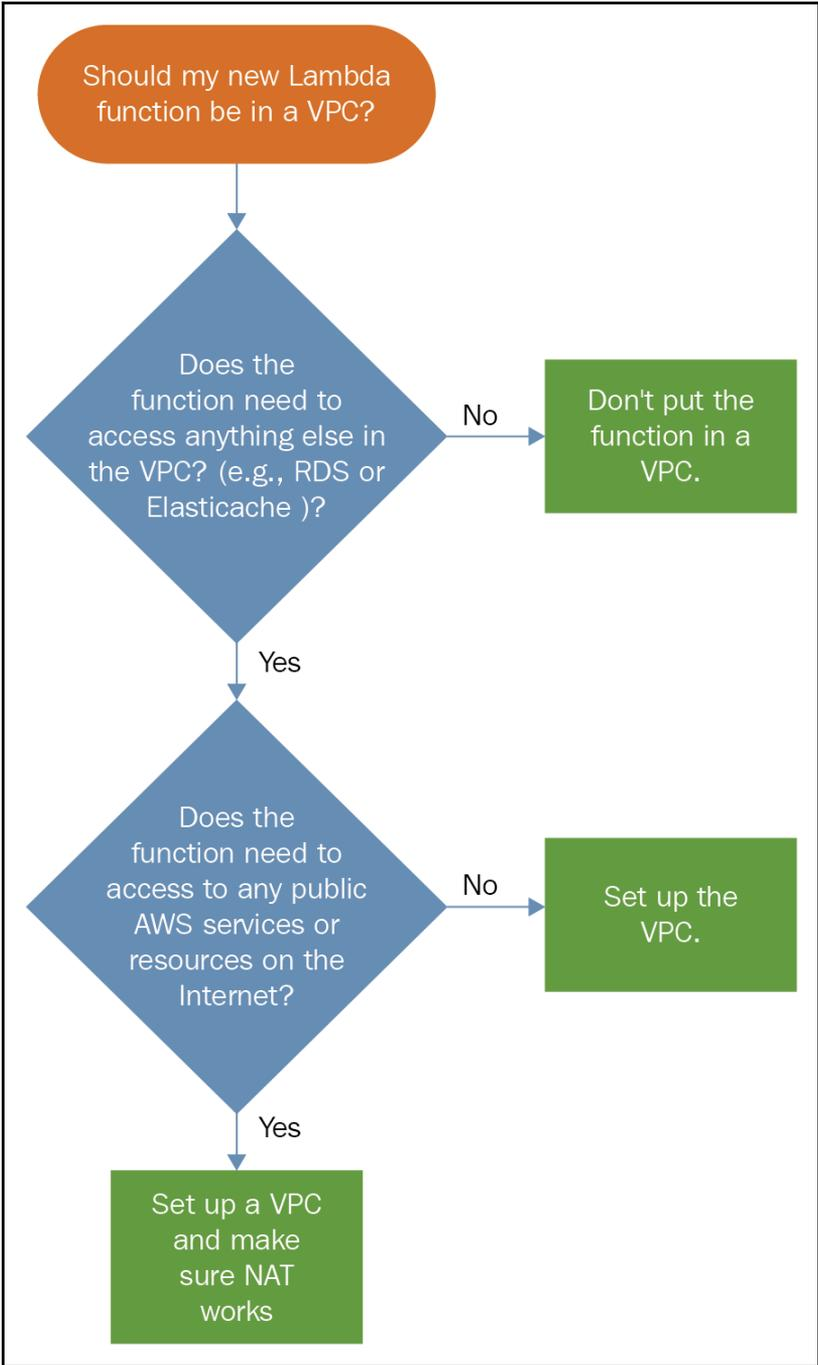 Should my new Lambda
function be in a VPC?
Does the
function need to
access anything else in
the VPC? (e.g., RDS or
Elasticache )?
No
Don't put the
function in a
VPC.
Yes
Does the
function need to
access to any public
AWS services or
resources on the
Internet?
No
Set up the
VPC.
Yes
Set up a VPC
and make
sure NAT
works